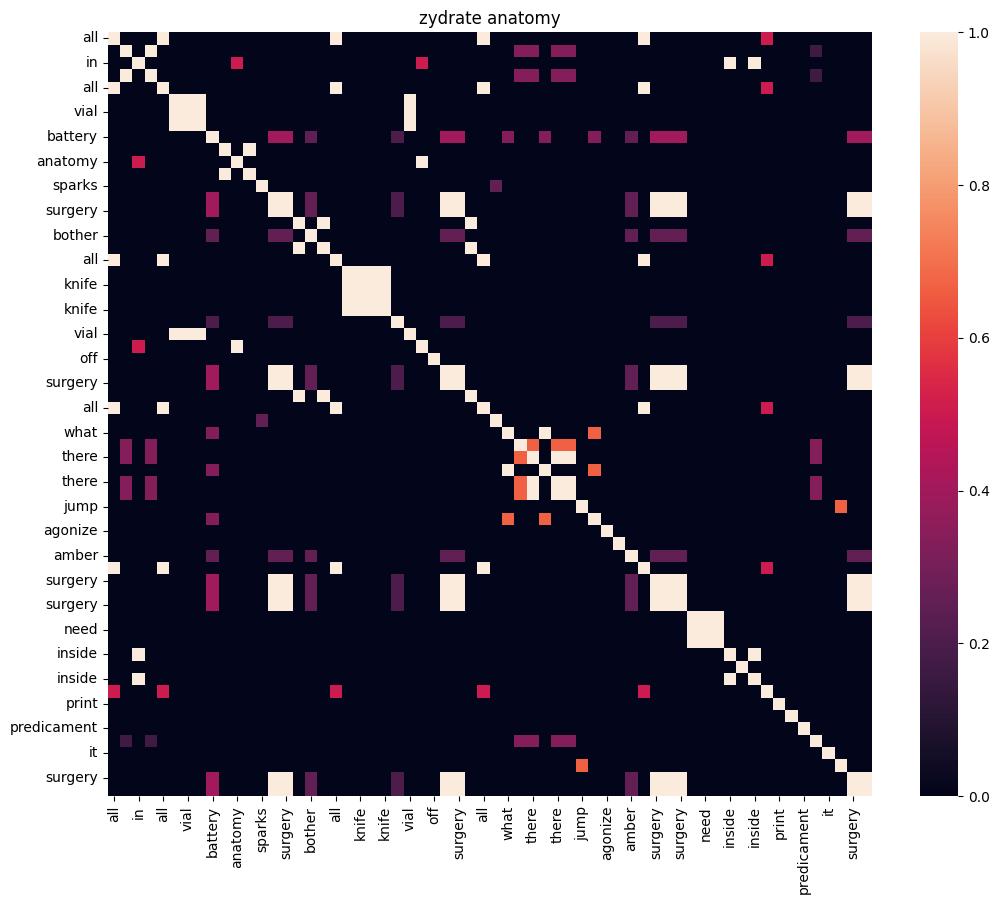 zydrate anatomy
all
in
all
vial
battery
anatomy
sparks
surgery
bother
all
knife
knife
vial
off
surgery
all
what
there
there
jump
agonize
amber
surgery
surgery
need
inside
inside
print
predicament
it
surgery
all
in
all
vial
battery
anatomy
sparks
surgery
bother
all
knife
knife
vial
off
surgery
all
what
there
there
jump
agonize
amber
surgery
surgery
need
inside
inside
print
predicament
it
surgery
1.0
0.8
0.6
0.4
0.2
0.0